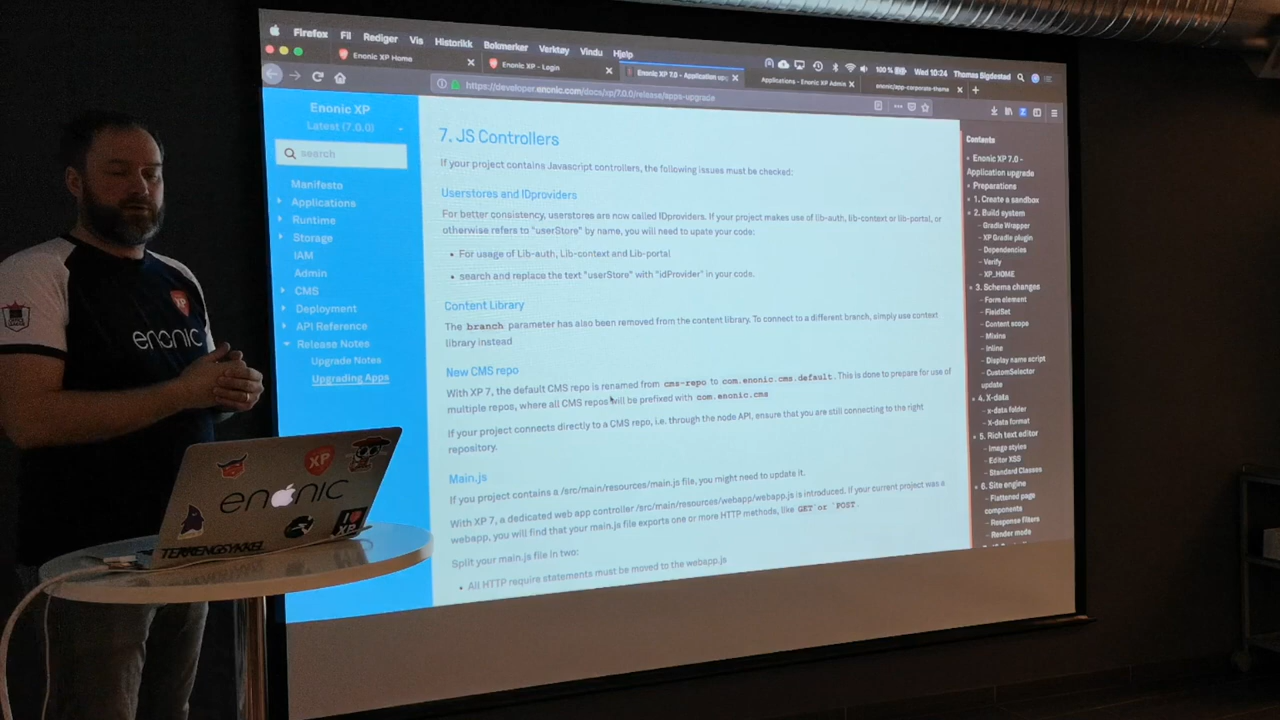 Firefox Fil Rediger Vis Historikk Bokmerker Verktøy Vindu Hjelp
100 % Wed 10:24 Thomas Sigdestad
Enonic XP Home
Enonic XP - Login
Enonic XP 7.0 - Application upg
Applications - Enonic XP Admin
enonic/app-corporate-theme
https://developer.enonic.com/docs/xp/7.0.0/release/apps-upgrade
Enonic XP
Latest (7.0.0)
search
Manifesto
Applications
Runtime
Storage
IAM
Admin
CMS
Deployment
API Reference
Release Notes
Upgrade Notes
Upgrading Apps
7. JS Controllers
If your project contains Javascript controllers, the following issues must be checked:
Userstores and IDproviders
For better consistency, userstores are now called IDproviders. If your project makes use of lib-auth, lib-context or lib-portal, or
otherwise refers to "userStore" by name, you will need to upate your code:
• For usage of Lib-auth, Lib-context and Lib-portal
• search and replace the text "userStore" with "idProvider" in your code.
Content Library
The branch parameter has also been removed from the content library. To connect to a different branch, simply use context
library instead
New CMS repo
With XP 7, the default CMS repo is renamed from cms-repo to com.enonic.cms.default. This is done to prepare for use of
multiple repos, where all CMS repos will be prefixed with com.enonic.cms
If your project connects directly to a CMS repo, i.e. through the node API, ensure that you are still connecting to the right
repository.
Main.js
If you project contains a /src/main/resources/main.js file, you might need to update it.
With XP 7, a dedicated web app controller /src/main/resources/webapp/webapp.js is introduced. If your current project was a
webapp, you will find that your main.js file exports one or more HTTP methods, like GET`or `POST.
Split your main.js file in two:
• All HTTP require statements must be moved to the webapp.js
Contents
• Enonic XP 7.0 -
Application upgrade
• Preparations
• 1. Create a sandbox
• 2. Build system
- Gradle Wrapper
- XP Gradle plugin
- Dependencies
- Verify
- XP_HOME
• 3. Schema changes
- Form element
- FieldSet
- Content scope
- Mixins
- Inline
- Display name script
- CustomSelector
update
• 4. X-data
- x-data folder
- X-data format
• 5. Rich text editor
- Image styles
- Editor XSS
- Standard Classes
• 6. Site engine
- Flattened page
components
- Response filters
- Render mode
XP
enonic
XP
enonic
I
XP
TERRENGSYKKEL